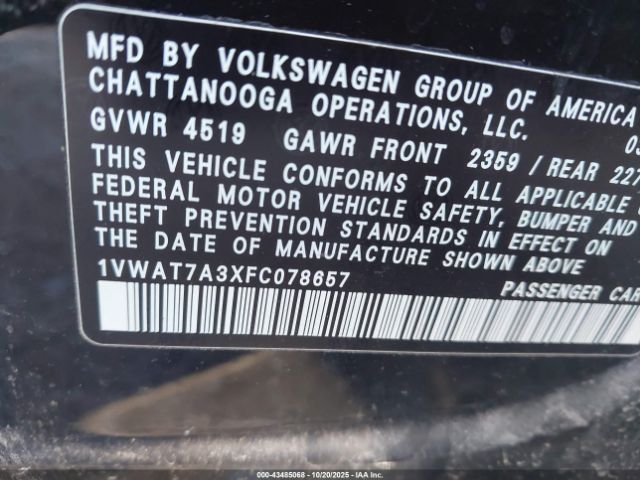 MFD BY VOLKSWAGEN GROUP OF AMERICA
CHATTANOOGA OPERATIONS, LLC.
GVWR 4519 GAWR FRONT 2359 / REAR
THIS VEHICLE CONFORMS TO ALL APPLICABLE
FEDERAL MOTOR VEHICLE SAFETY, BUMPER AND
THEFT PREVENTION STANDARDS IN EFFECT ON
THE DATE OF MANUFACTURE SHOWN ABOVE
1VWAT7A3XFC078657 PASSENGER CAR
000-43485068 | 10/20/2025 | IAA, Inc.